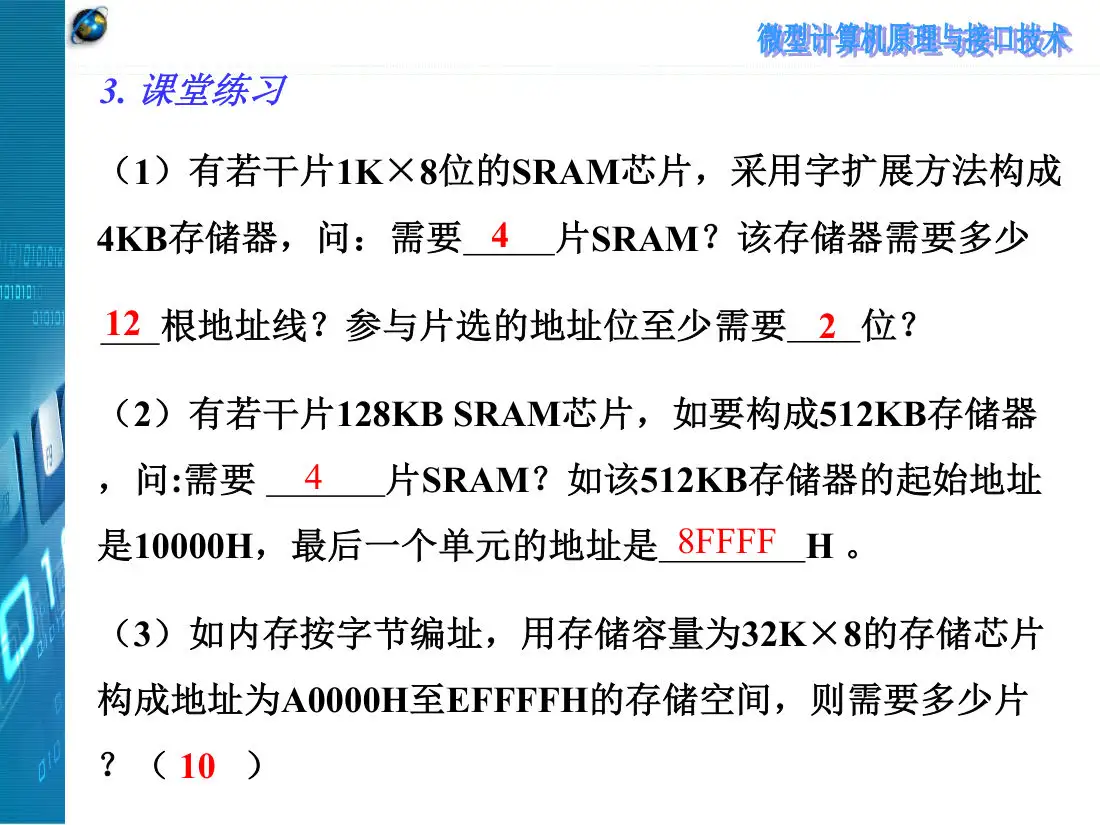 微型计算机原理与接口技术
3. 课堂练习
（1）有若干片1K×8位的SRAM芯片，采用字扩展方法构成
4KB存储器，问：需要 4 片SRAM？该存储器需要多少
12根地址线？参与片选的地址位至少需要 2 位？
（2）有若干片128KB SRAM芯片，如要构成512KB存储器
，问:需要 4 片SRAM？如该512KB存储器的起始地址
是10000H，最后一个单元的地址是 8FFFF H 。
（3）如内存按字节编址，用存储容量为32K×8的存储芯片
构成地址为A0000H至EFFFFH的存储空间，则需要多少片
？（ 10 ）